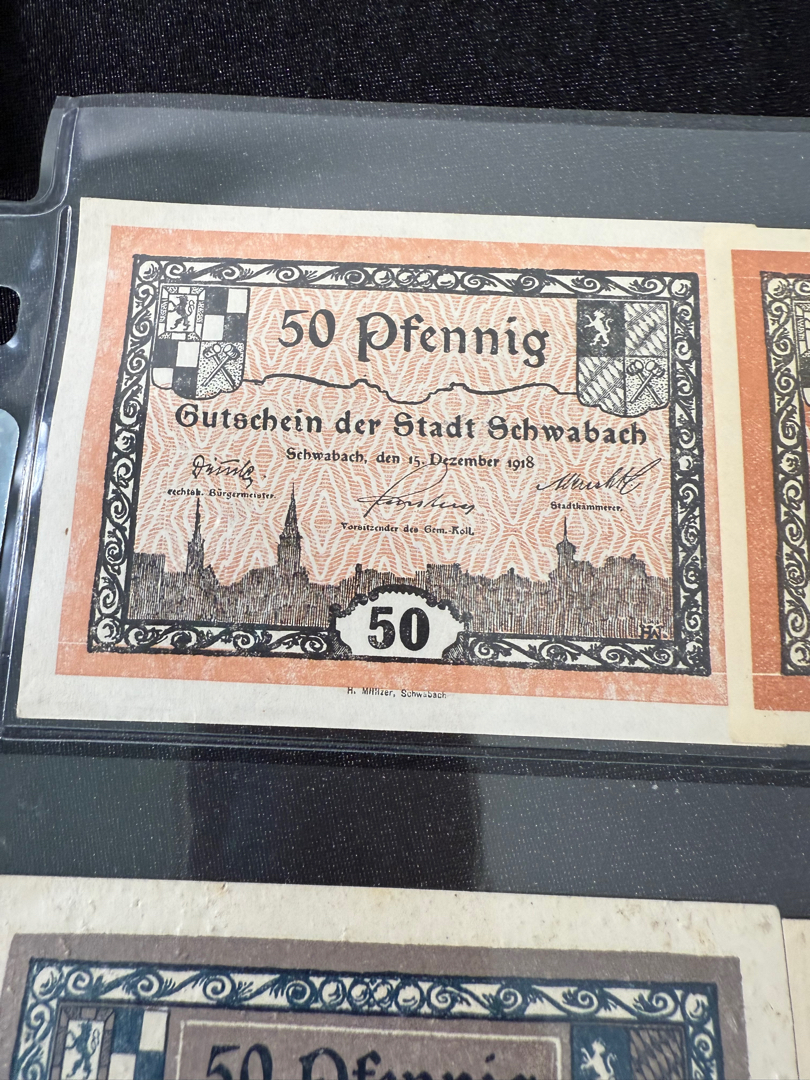 50 Pfennig
Gutschein der Stadt Schwabach
Schwabach, den 15. Dezember 1918
rechtsk. Bürgermeister.
Vorsitzender des Gem.-Koll.
Stadtkämmerer.
50
HW.
H. Millizer, Schwabach
50 Pfennig